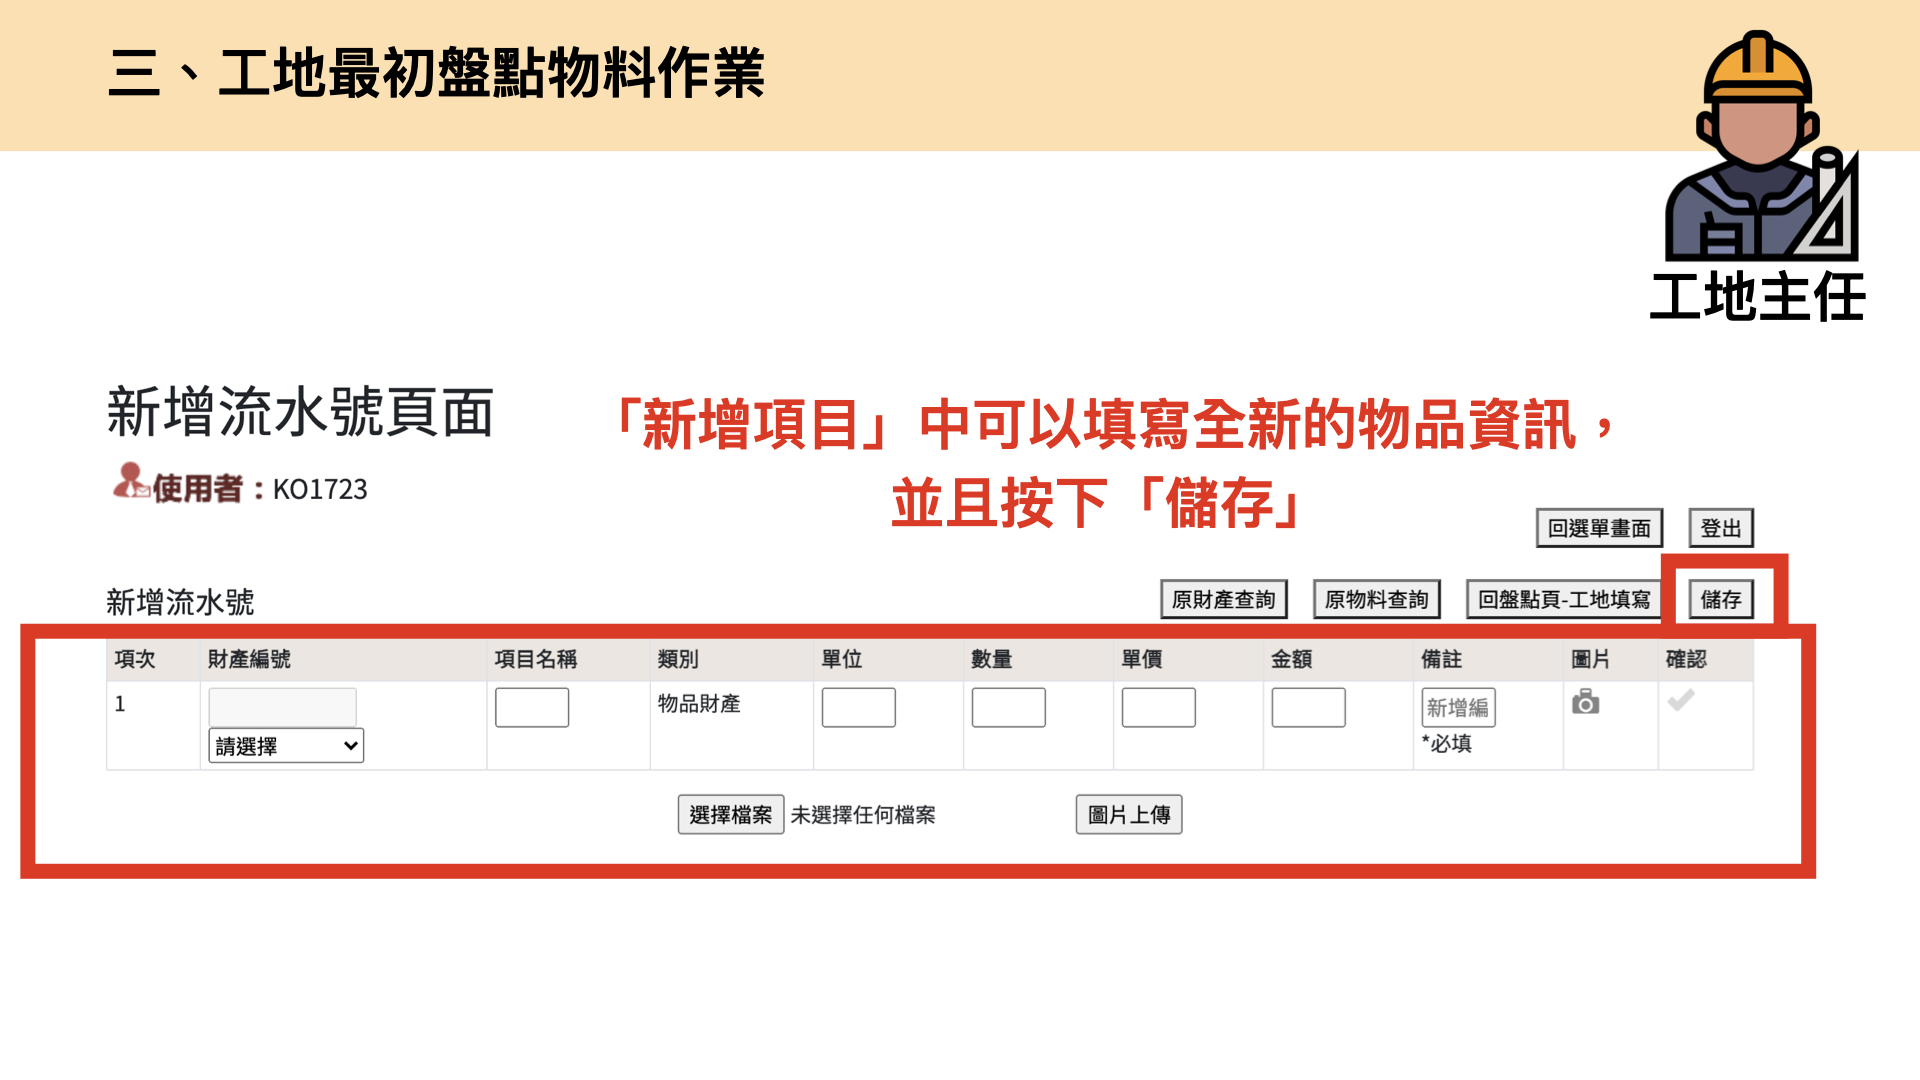 三、工地最初盤點物料作業
工地主任
新增流水號頁面
「新增項目」中可以填寫全新的物品資訊，
並且按下「儲存」
使用者：KO1723
回選單畫面 登出
新增流水號 原財產查詢 原物料查詢 回盤點頁-工地填寫 儲存
項次 財產編號 項目名稱 類別 單位 數量 單價 金額 備註 圖片 確認
1 物品財產 新增編
請選擇 *必填
選擇檔案 未選擇任何檔案 圖片上傳